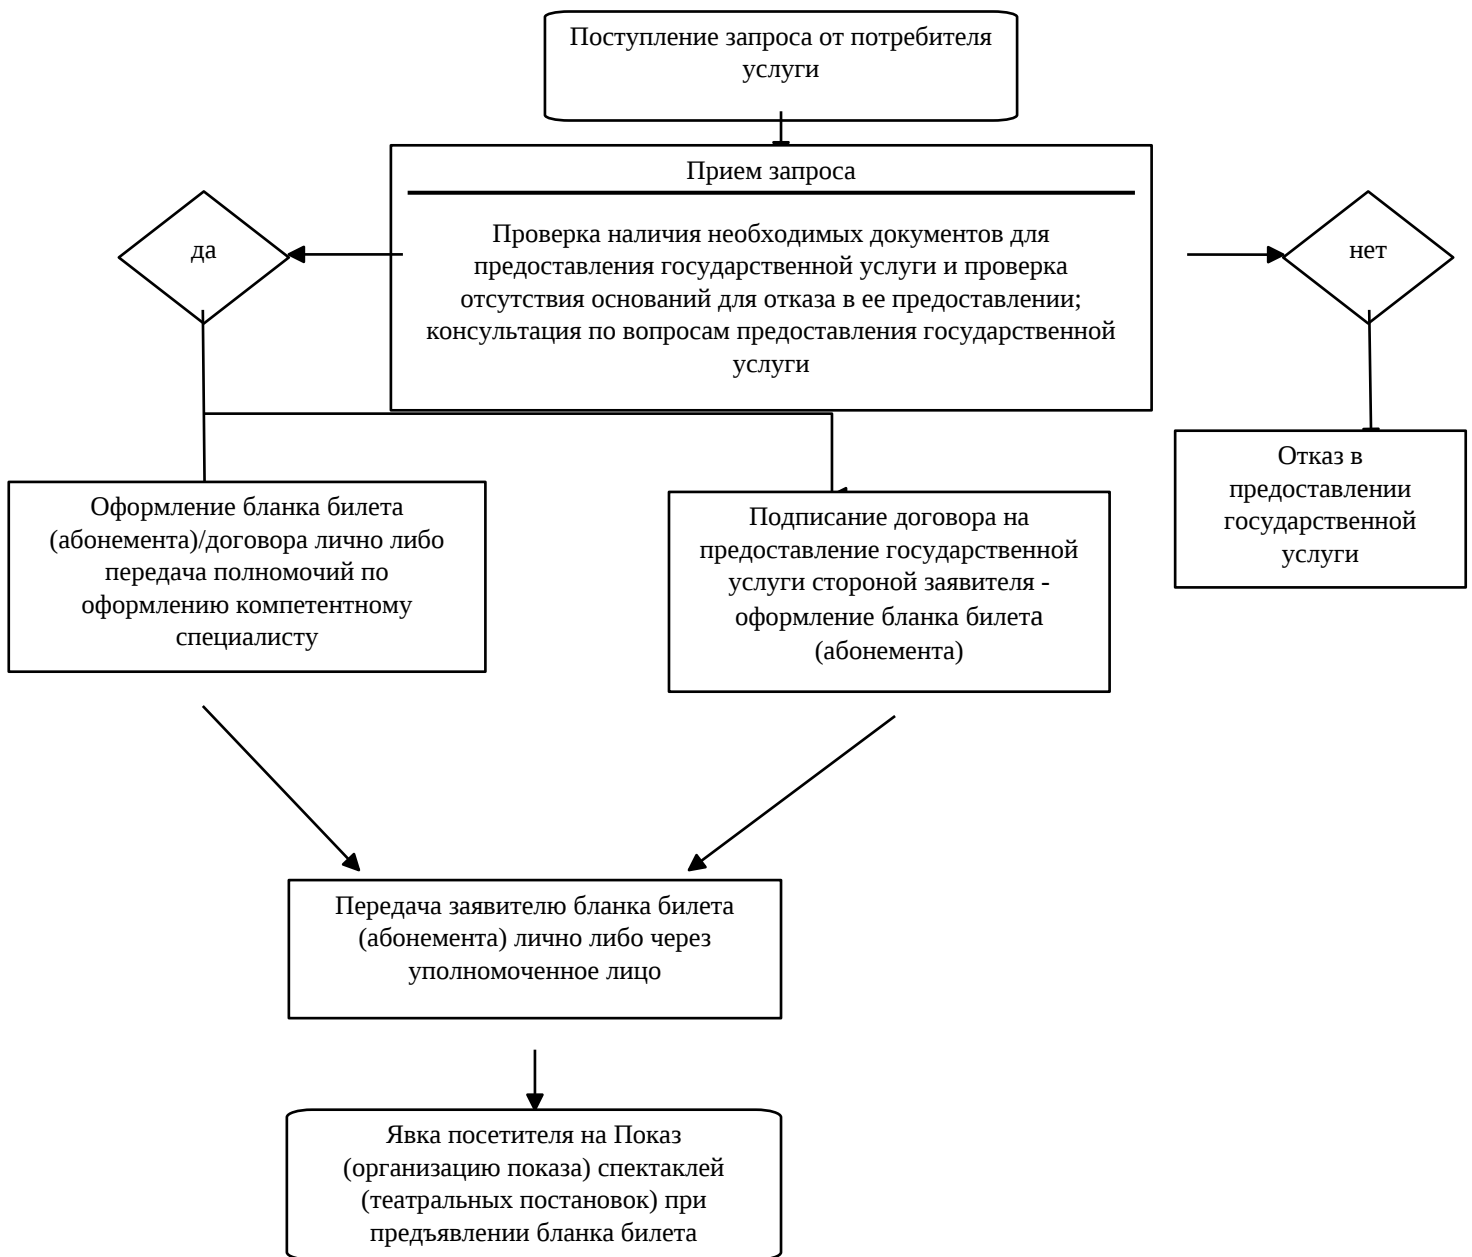 Поступление запроса от потребителя
услуги
Прием запроса
Проверка наличия необходимых документов для
предоставления государственной услуги и проверка
отсутствия оснований для отказа в ее предоставлении;
консультация по вопросам предоставления государственной
услуги
да
нет
Оформление бланка билета
(абонемента)/договора лично либо
передача полномочий по
оформлению компетентному
специалисту
Подписание договора на
предоставление государственной
услуги стороной заявителя -
оформление бланка билета
(абонемента)
Отказ в
предоставлении
государственной
услуги
Передача заявителю бланка билета
(абонемента) лично либо через
уполномоченное лицо
Явка посетителя на Показ
(организацию показа) спектаклей
(театральных постановок) при
предъявлении бланка билета